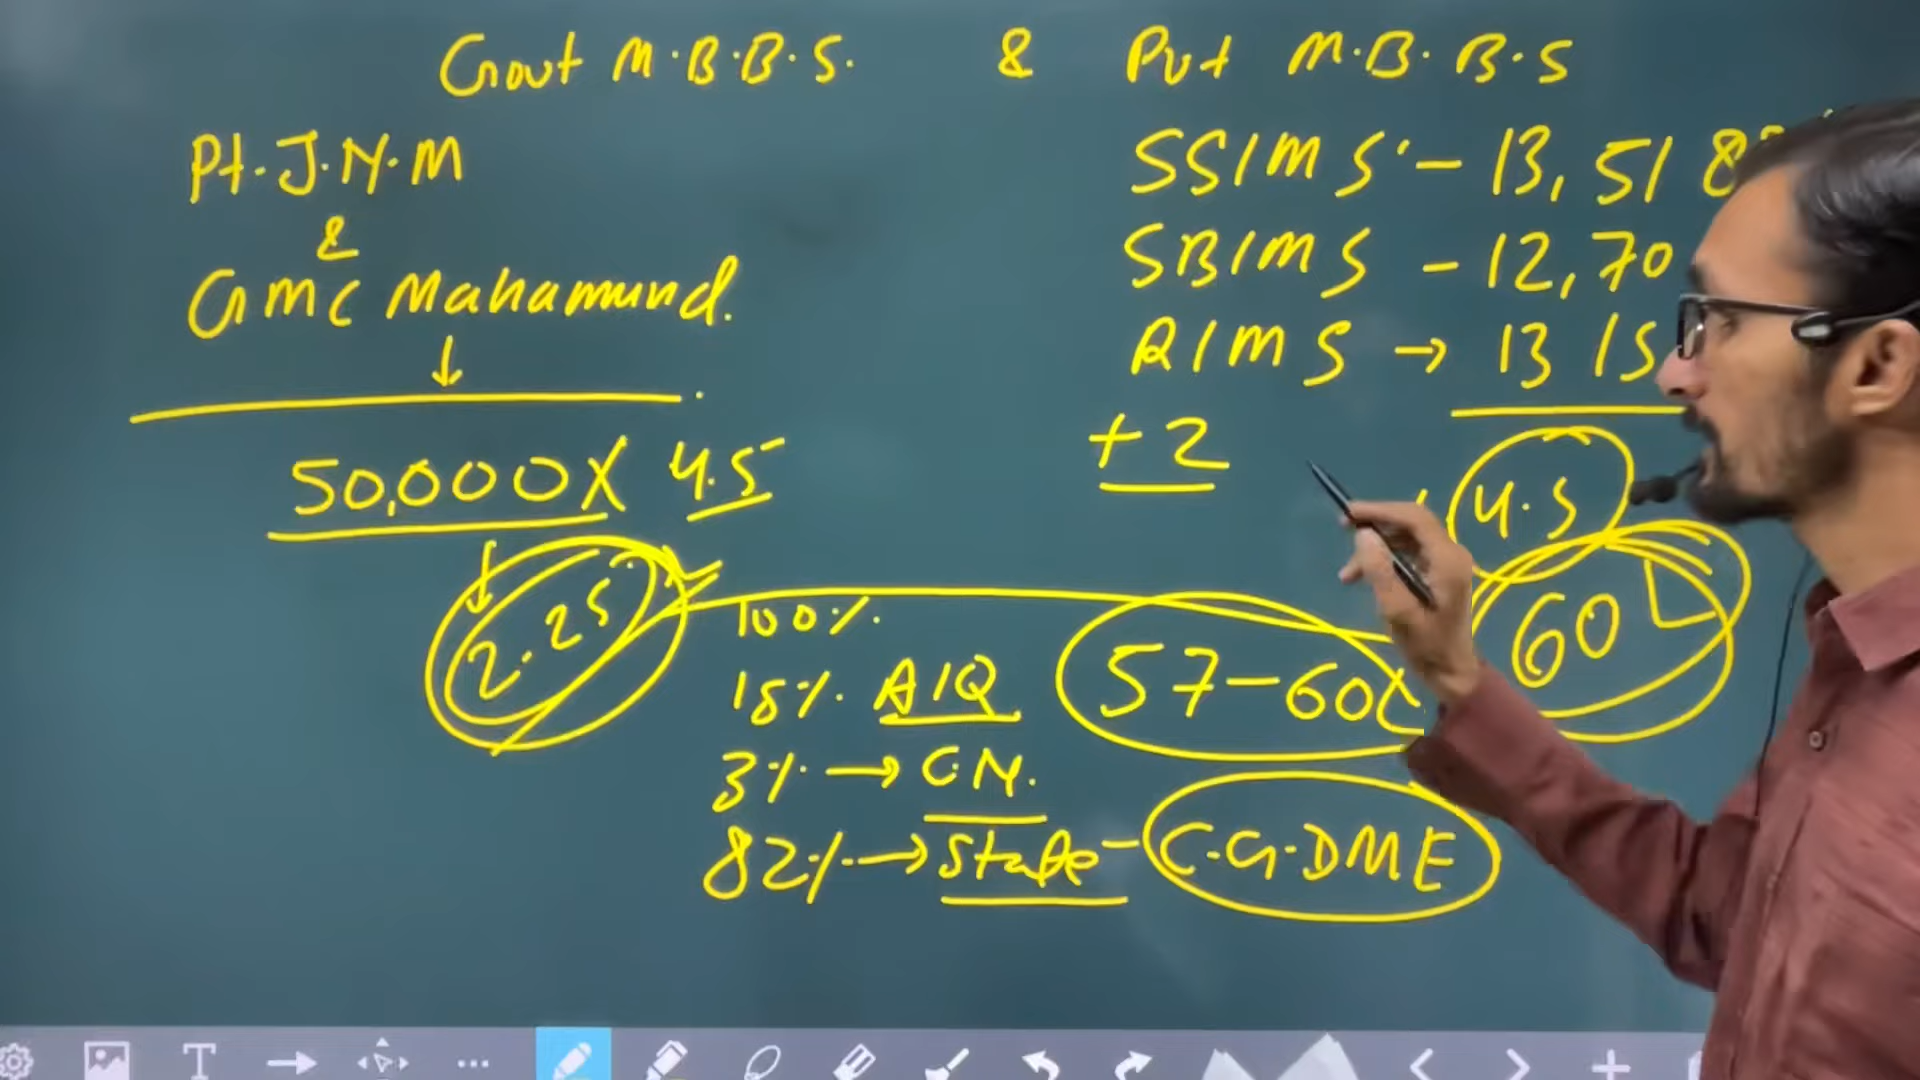 Govt M.B.B.S. & Pvt M.B.B.S
Pt. J.N.M
&
GMC Mahamund.
↓
50,000 X 4.5
↓
2.25
SSIMS - 13,51 8
SBIMS - 12,70
RIMS → 13 15
+2
4.5
60 L
100%
15% AIQ
3% → C.N.
82% → State - C.G.DME
57-60 L